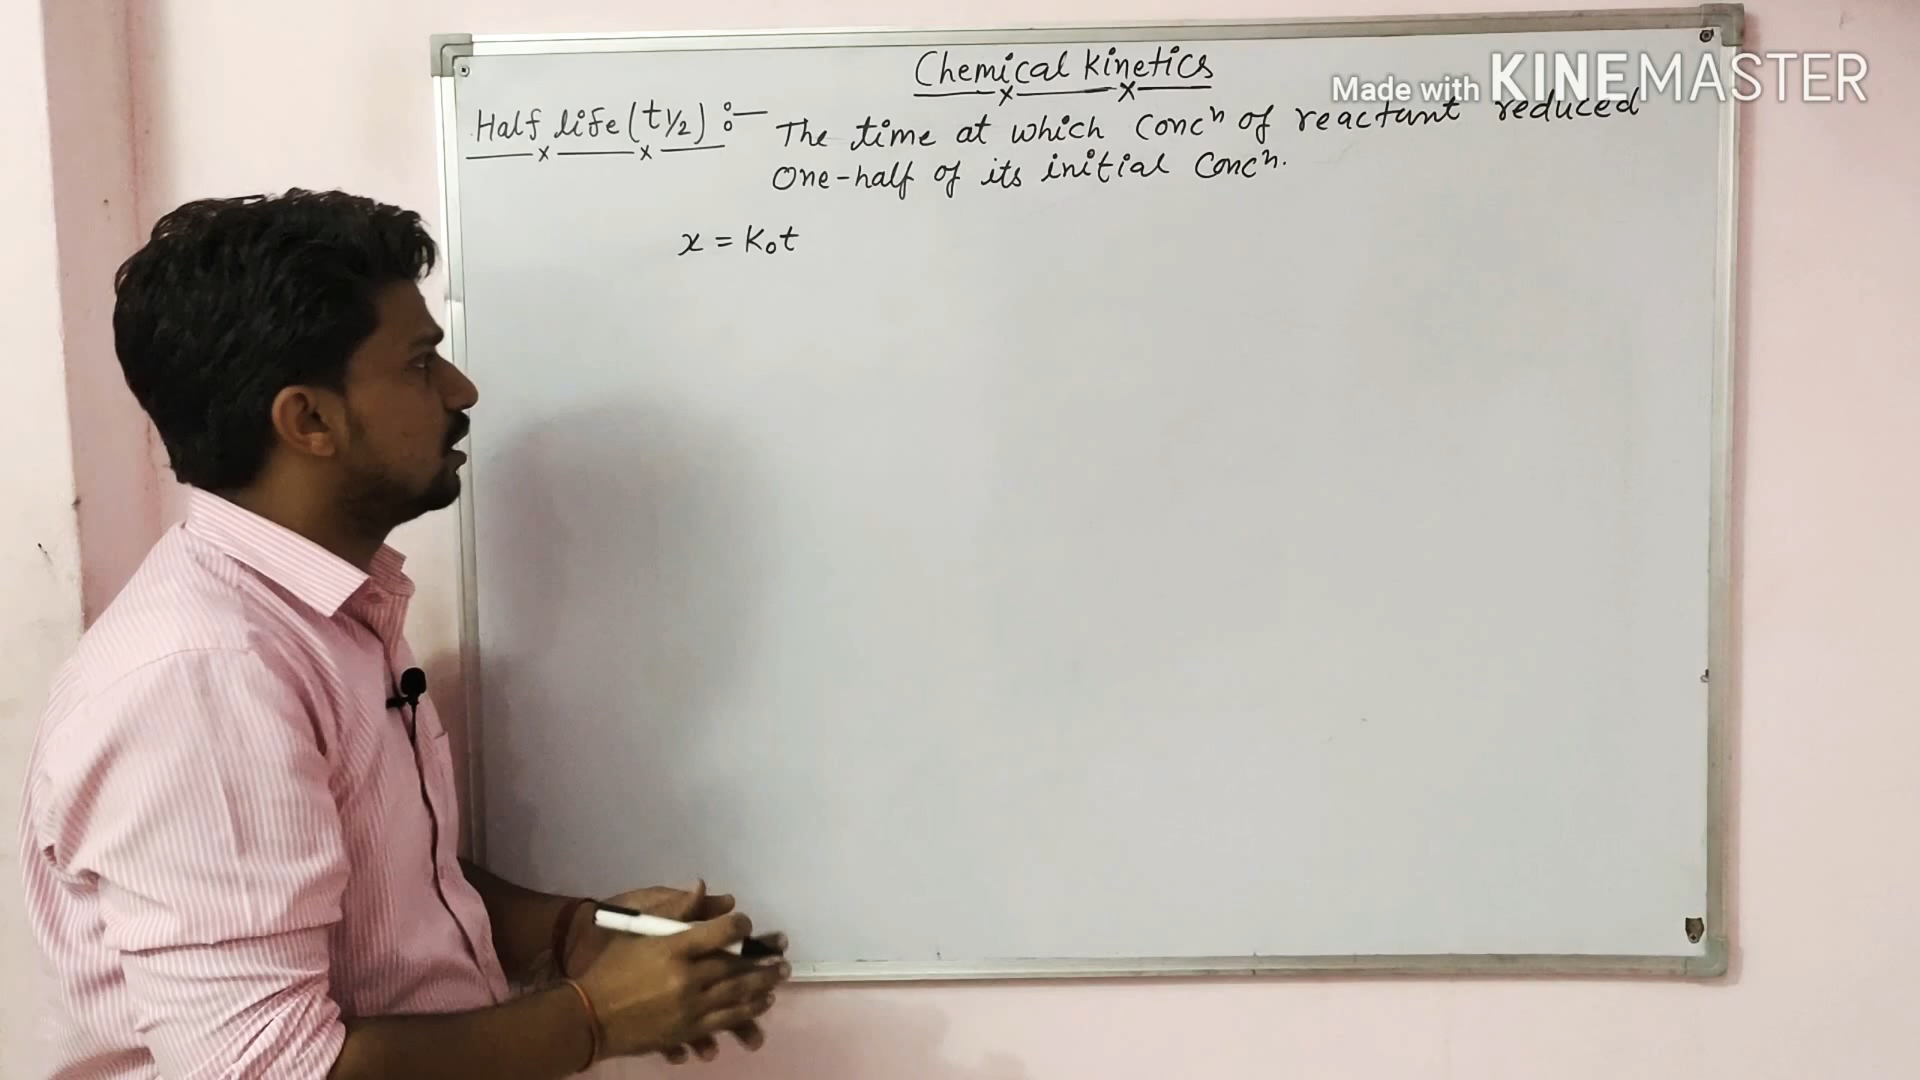 Chemical kinetics
Made with KINEMASTER
Half life (t½) :— The time at which Concⁿ of reactant reduced
One-half of its initial Concⁿ.
x = K₀t